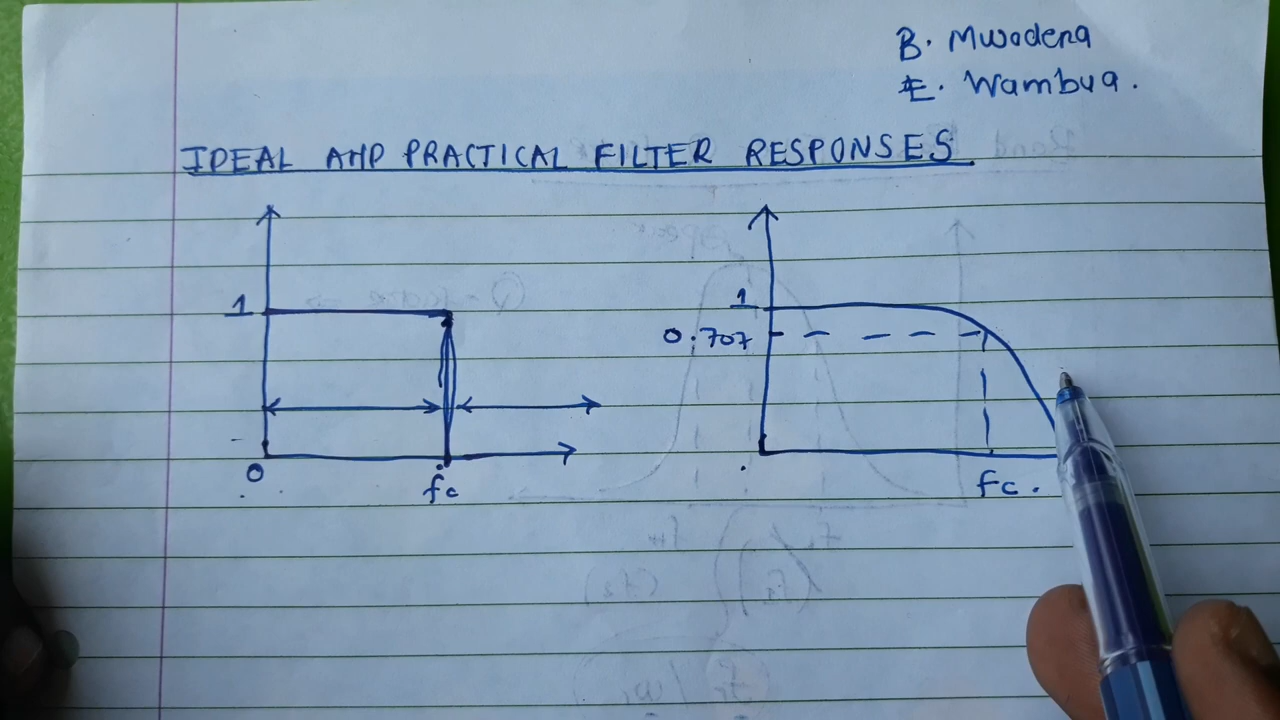 B. Mwadena
E. Wambua.
IDEAL AND PRACTICAL FILTER RESPONSES
1
0
fc
1
0.707
fc.